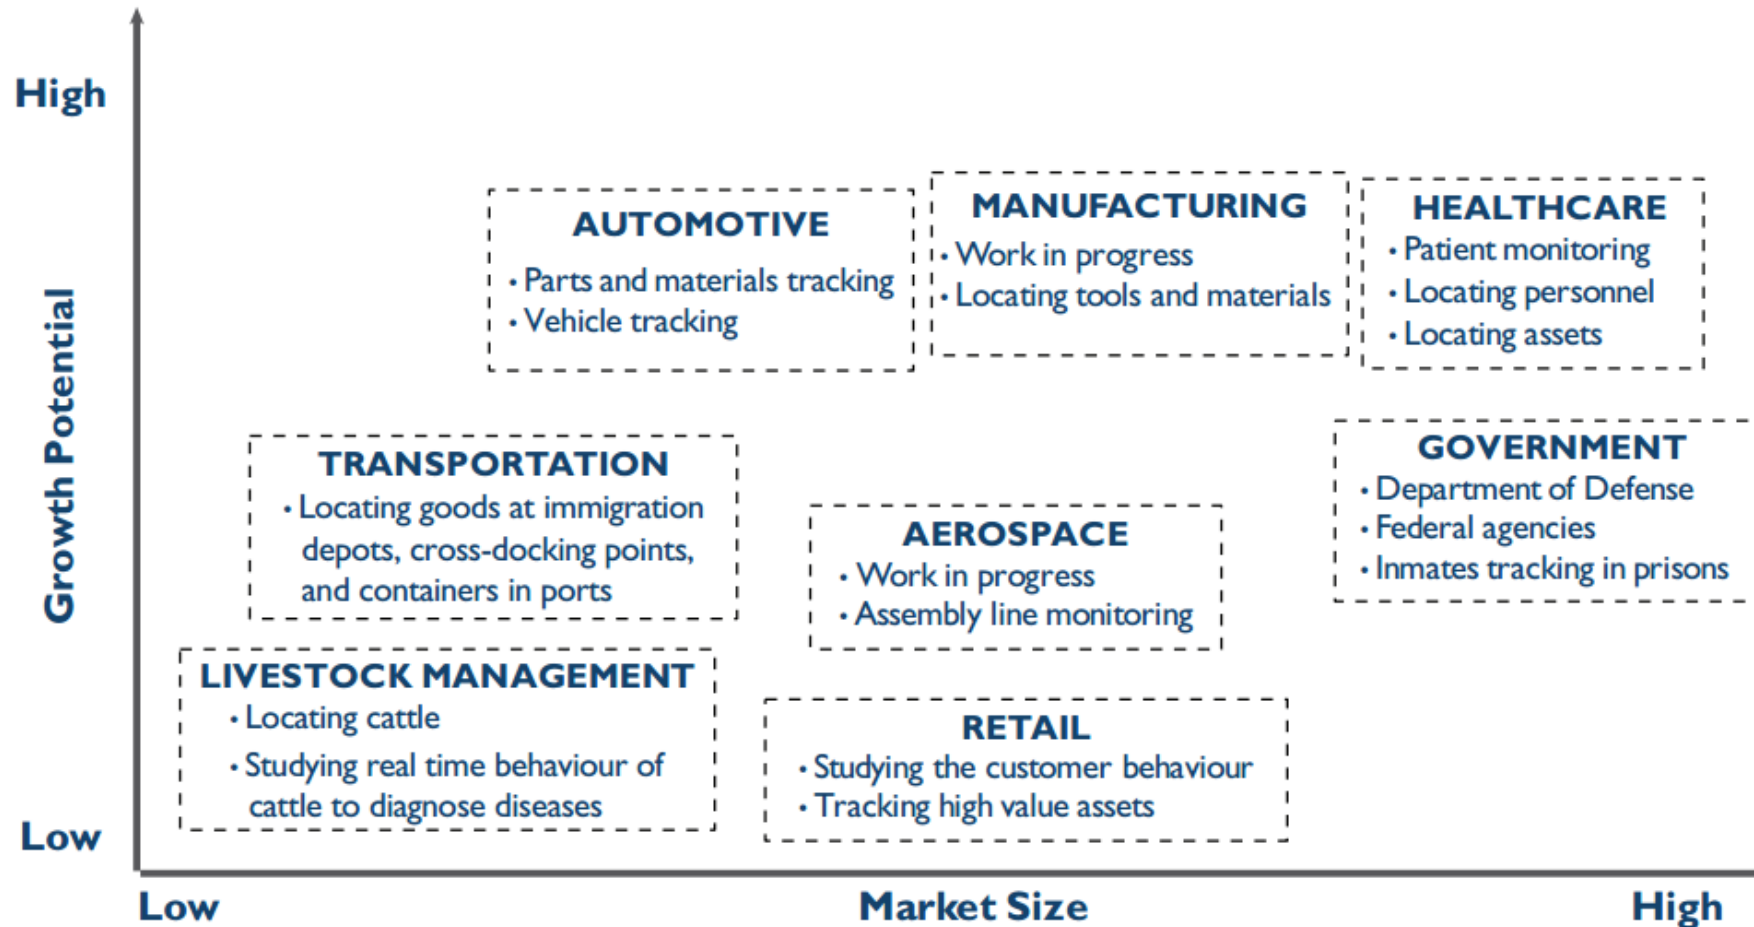 High
Growth Potential
Low
AUTOMOTIVE
• Parts and materials tracking
• Vehicle tracking
MANUFACTURING
• Work in progress
• Locating tools and materials
HEALTHCARE
• Patient monitoring
• Locating personnel
• Locating assets
TRANSPORTATION
• Locating goods at immigration
depots, cross-docking points,
and containers in ports
AEROSPACE
• Work in progress
• Assembly line monitoring
GOVERNMENT
• Department of Defense
• Federal agencies
• Inmates tracking in prisons
LIVESTOCK MANAGEMENT
• Locating cattle
• Studying real time behaviour of
cattle to diagnose diseases
RETAIL
• Studying the customer behaviour
• Tracking high value assets
Low
Market Size
High